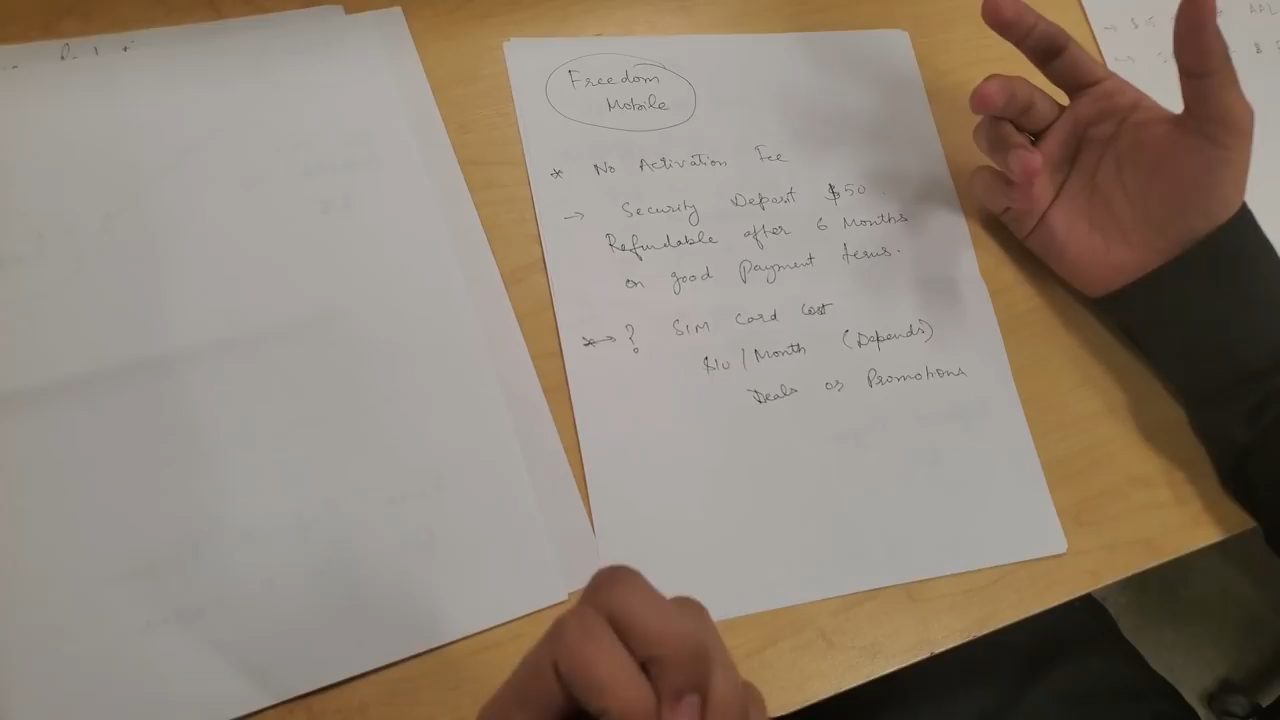 Freedom
Mobile
* No Activation Fee
→ Security Deposit $50.
Refundable after 6 Months
on good Payment terms.
*→ ? SIM Card Cost
$10 / Month (Depends)
Deals or Promotions